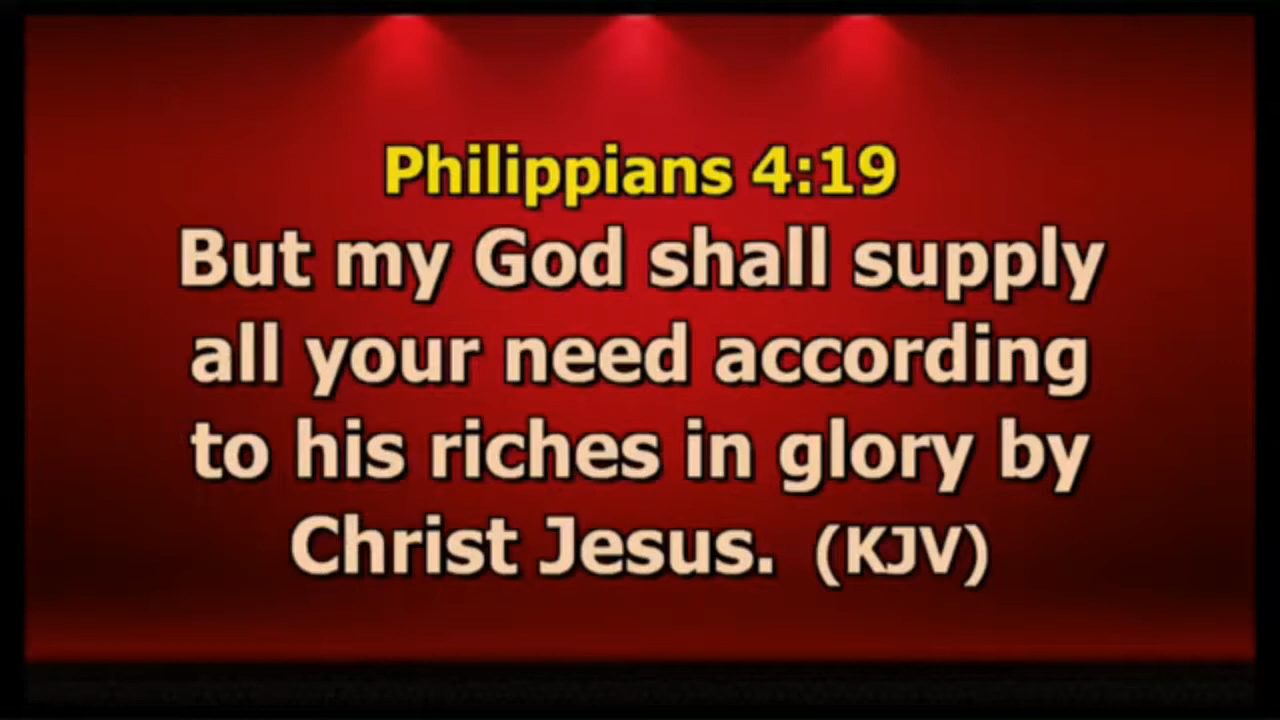 Philippians 4:19
But my God shall supply
all your need according
to his riches in glory by
Christ Jesus. (KJV)